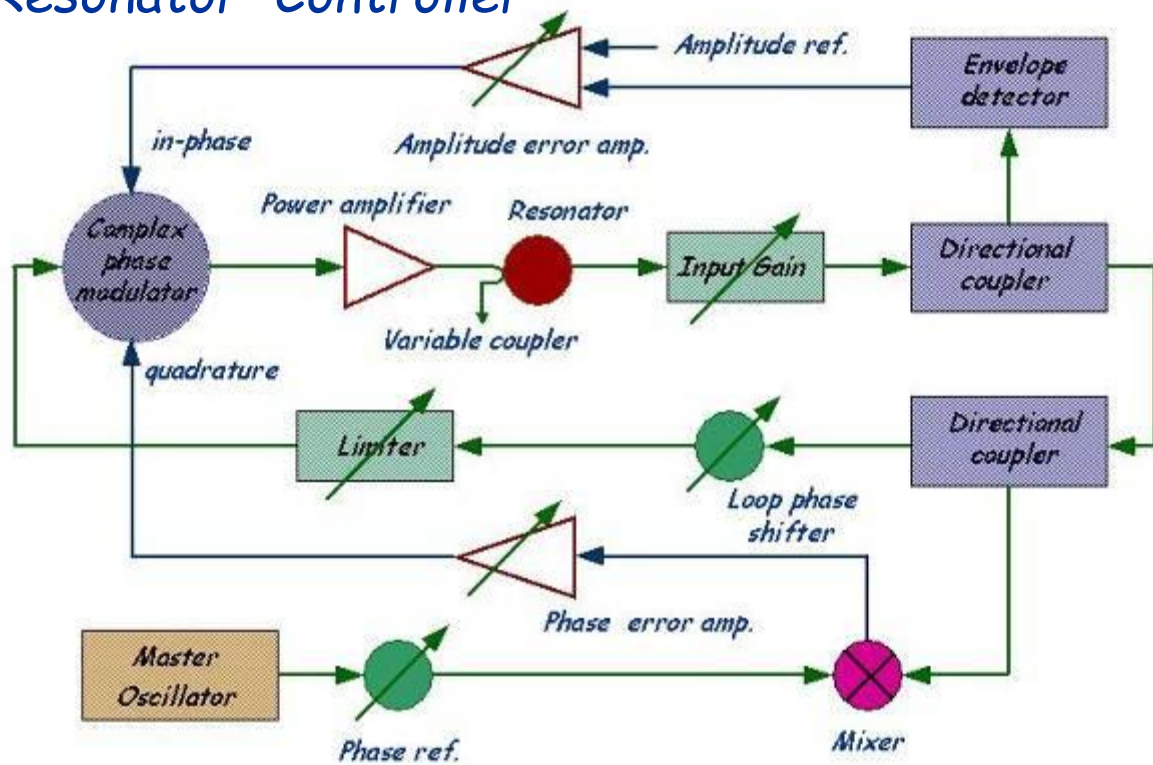 Resonator Controller
Amplitude ref.
Envelope
detector
in-phase
Amplitude error amp.
Power amplifier
Resonator
Complex
phase
modulator
Input Gain
Directional
coupler
Variable coupler
quadrature
Limiter
Directional
coupler
Loop phase
shifter
Phase error amp.
Master
Oscillator
Phase ref.
Mixer